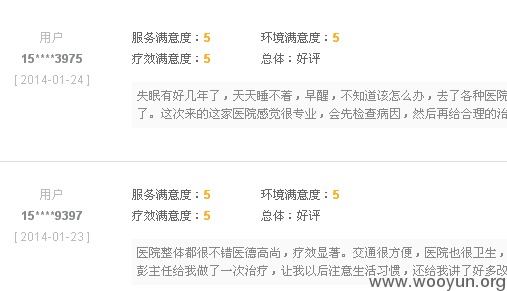 用户
15****3975
[ 2014-01-24 ]
服务满意度：5 环境满意度：5
疗效满意度：5 总体：好评
失眠有好几年了，天天睡不着，早醒，不知道该怎么办，去了各种医院
了。这次来的这家医院感觉很专业，会先检查病因，然后再给合理的治
用户
15****9397
[ 2014-01-23 ]
服务满意度：5 环境满意度：5
疗效满意度：5 总体：好评
医院整体都很不错医德高尚，疗效显著。交通很方便，医院也很卫生，
彭主任给我做了一次治疗，让我以后注意生活习惯，还给我讲了好多改
www.wooyun.org